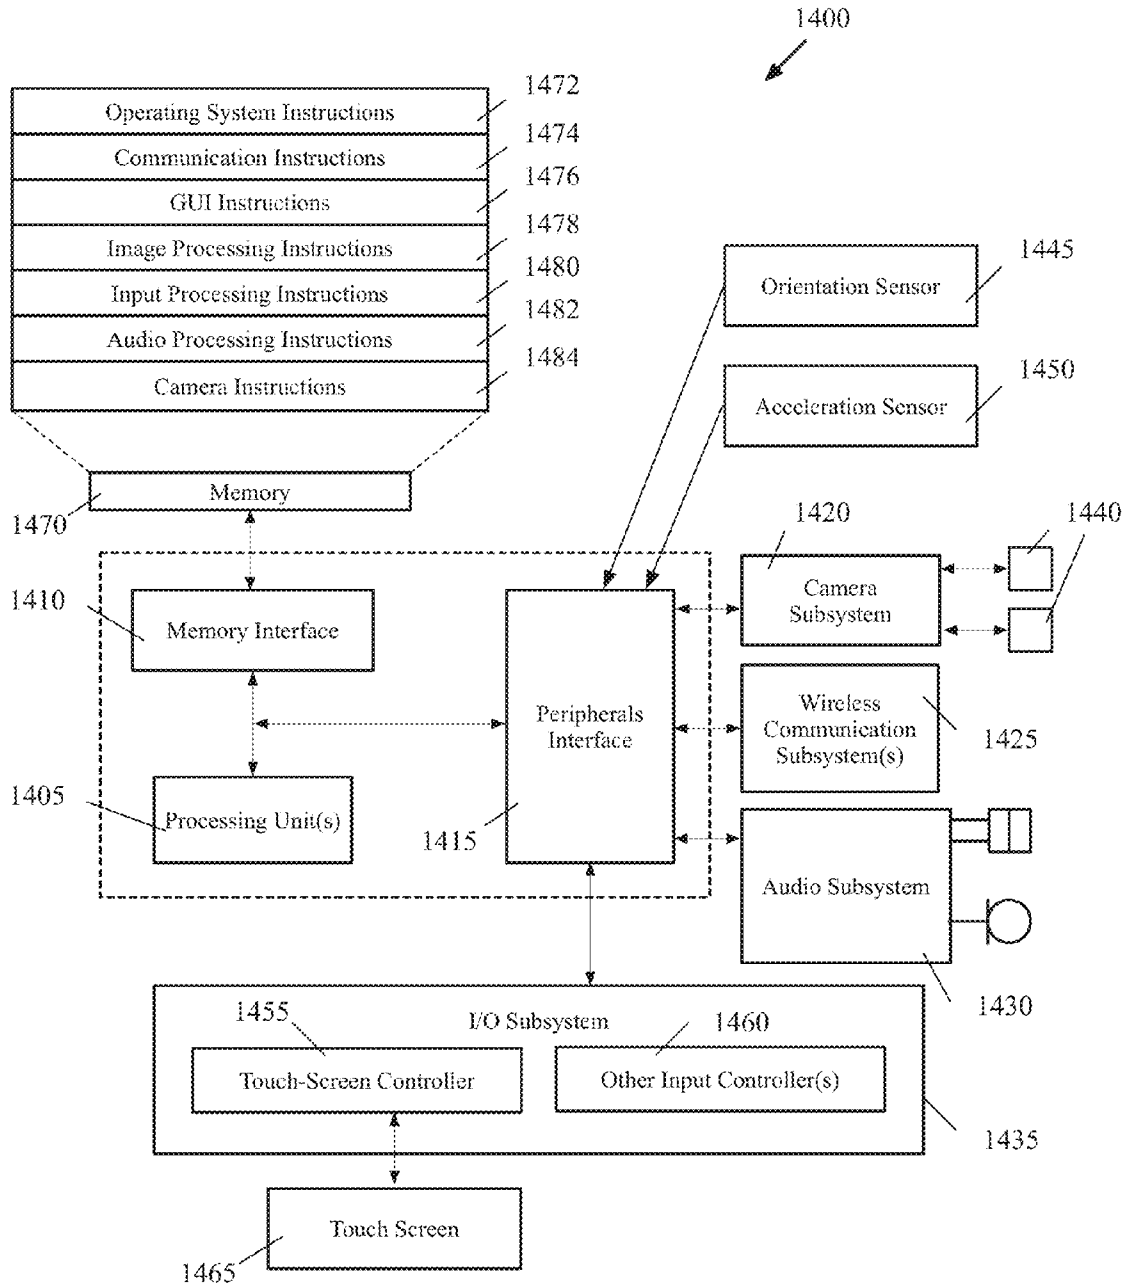 1400
1472
Operating System Instructions
1474
Communication Instructions
1476
GUI Instructions
1478
Image Processing Instructions
1480
Input Processing Instructions
1482
Audio Processing Instructions
1484
Camera Instructions
1445
Orientation Sensor
1450
Acceleration Sensor
Memory
1470
1420
1440
Camera
Subsystem
1410
Memory Interface
Peripherals
Interface
Wireless
Communication
Subsystem(s)
1425
1405
Processing Unit(s)
1415
Audio Subsystem
1430
1455
I/O Subsystem
1460
Touch-Screen Controller
Other Input Controller(s)
1435
Touch Screen
1465